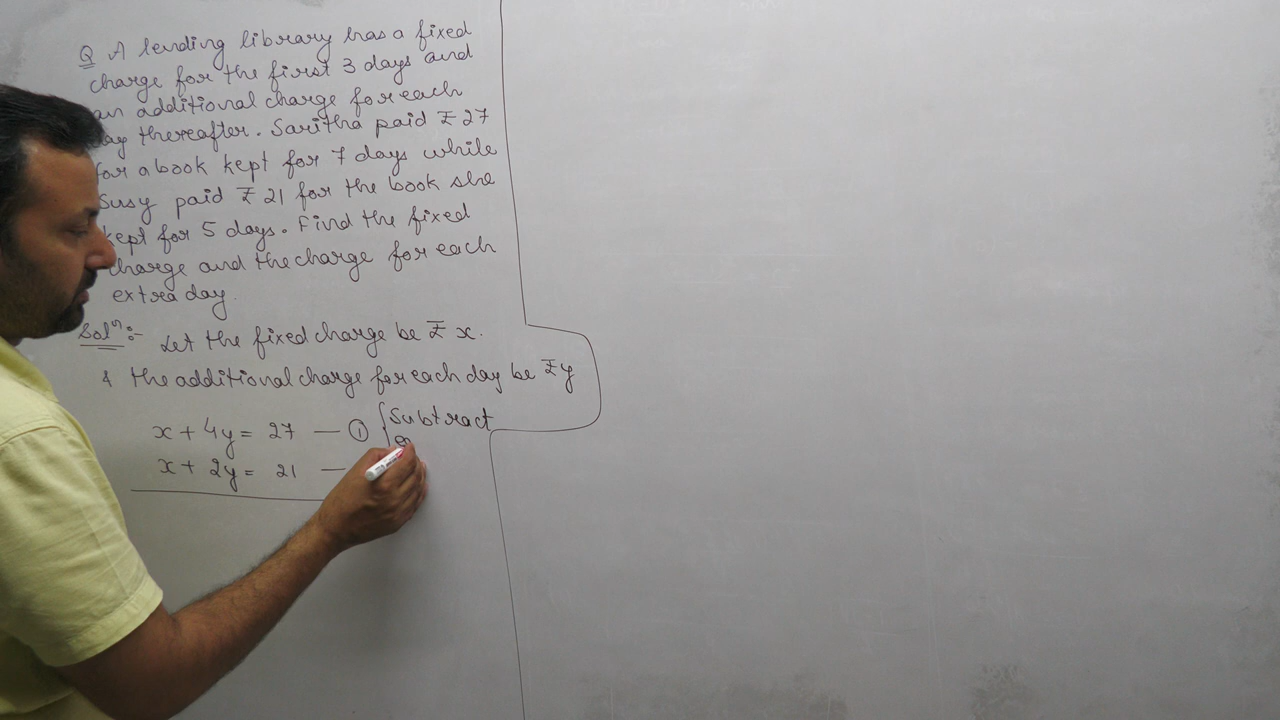 Q A lending library has a fixed
charge for the first 3 days and
an additional charge for each
ay thereafter. Saritha paid ₹ 27
for a book kept for 7 days while
Susy paid ₹ 21 for the book she
kept for 5 days. Find the fixed
charge and the charge for each
extra day.
Solⁿ:- Let the fixed charge be ₹ x.
& the additional charge for each day be ₹ y
x + 4y = 27 — ① { Subtract
x + 2y = 21 —